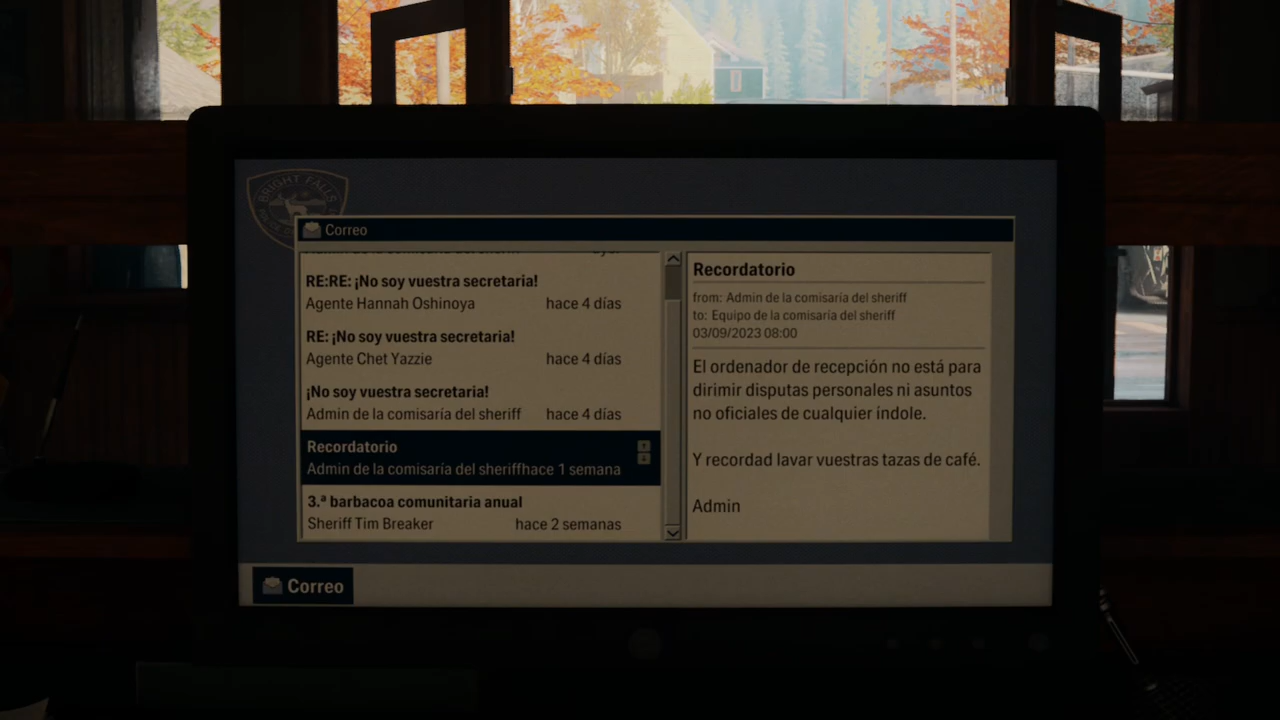 BRIGHT FALLS
Correo
RE:RE: ¡No soy vuestra secretaria!
Agente Hannah Oshinoya hace 4 días
RE: ¡No soy vuestra secretaria!
Agente Chet Yazzie hace 4 días
¡No soy vuestra secretaria!
Admin de la comisaría del sheriff hace 4 días
Recordatorio
Admin de la comisaría del sheriffhace 1 semana
3.ª barbacoa comunitaria anual
Sheriff Tim Breaker hace 2 semanas
Recordatorio
from: Admin de la comisaría del sheriff
to: Equipo de la comisaría del sheriff
03/09/2023 08:00
El ordenador de recepción no está para
dirimir disputas personales ni asuntos
no oficiales de cualquier índole.
Y recordad lavar vuestras tazas de café.
Admin
Correo